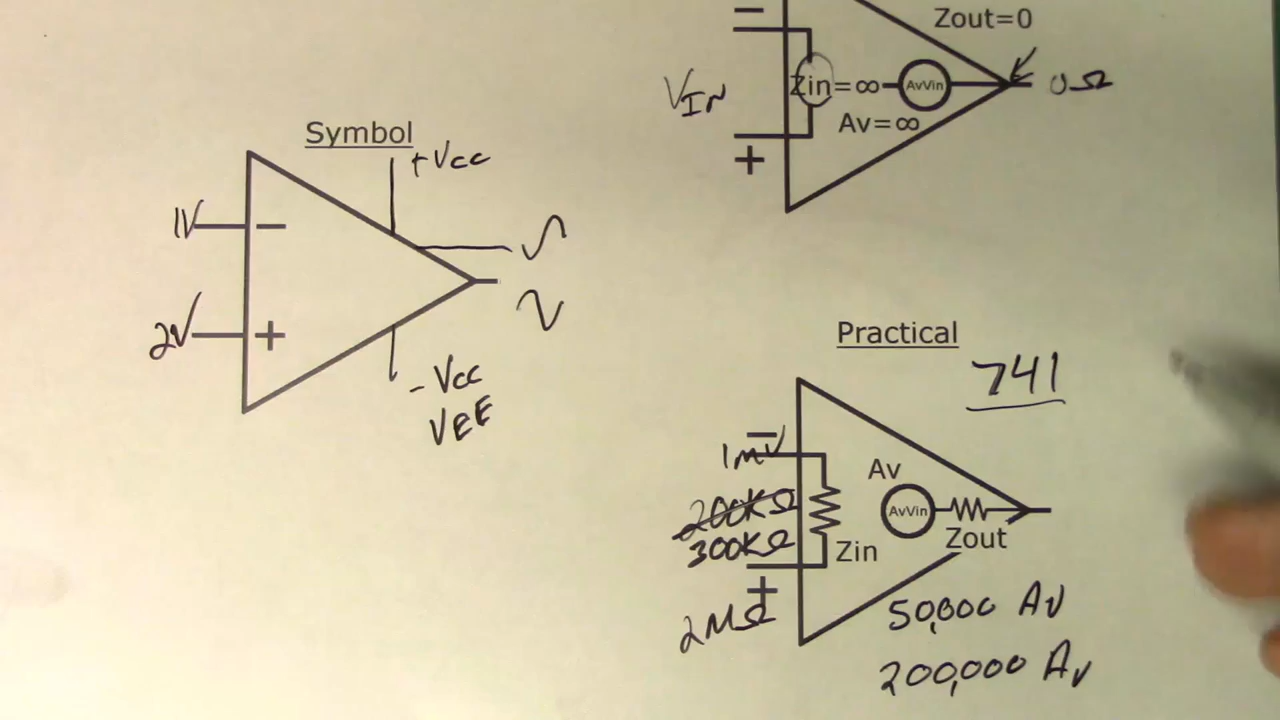 Symbol
+Vcc
1V
−
2V
+
- Vcc
VEE
Zout=0
−
VIN
Zin=∞
AvVin
0Ω
Av=∞
+
Practical
741
−
1mV
Av
200KΩ
AvVin
300KΩ
Zin
Zout
+
2MΩ
50,000 Av
200,000 Av